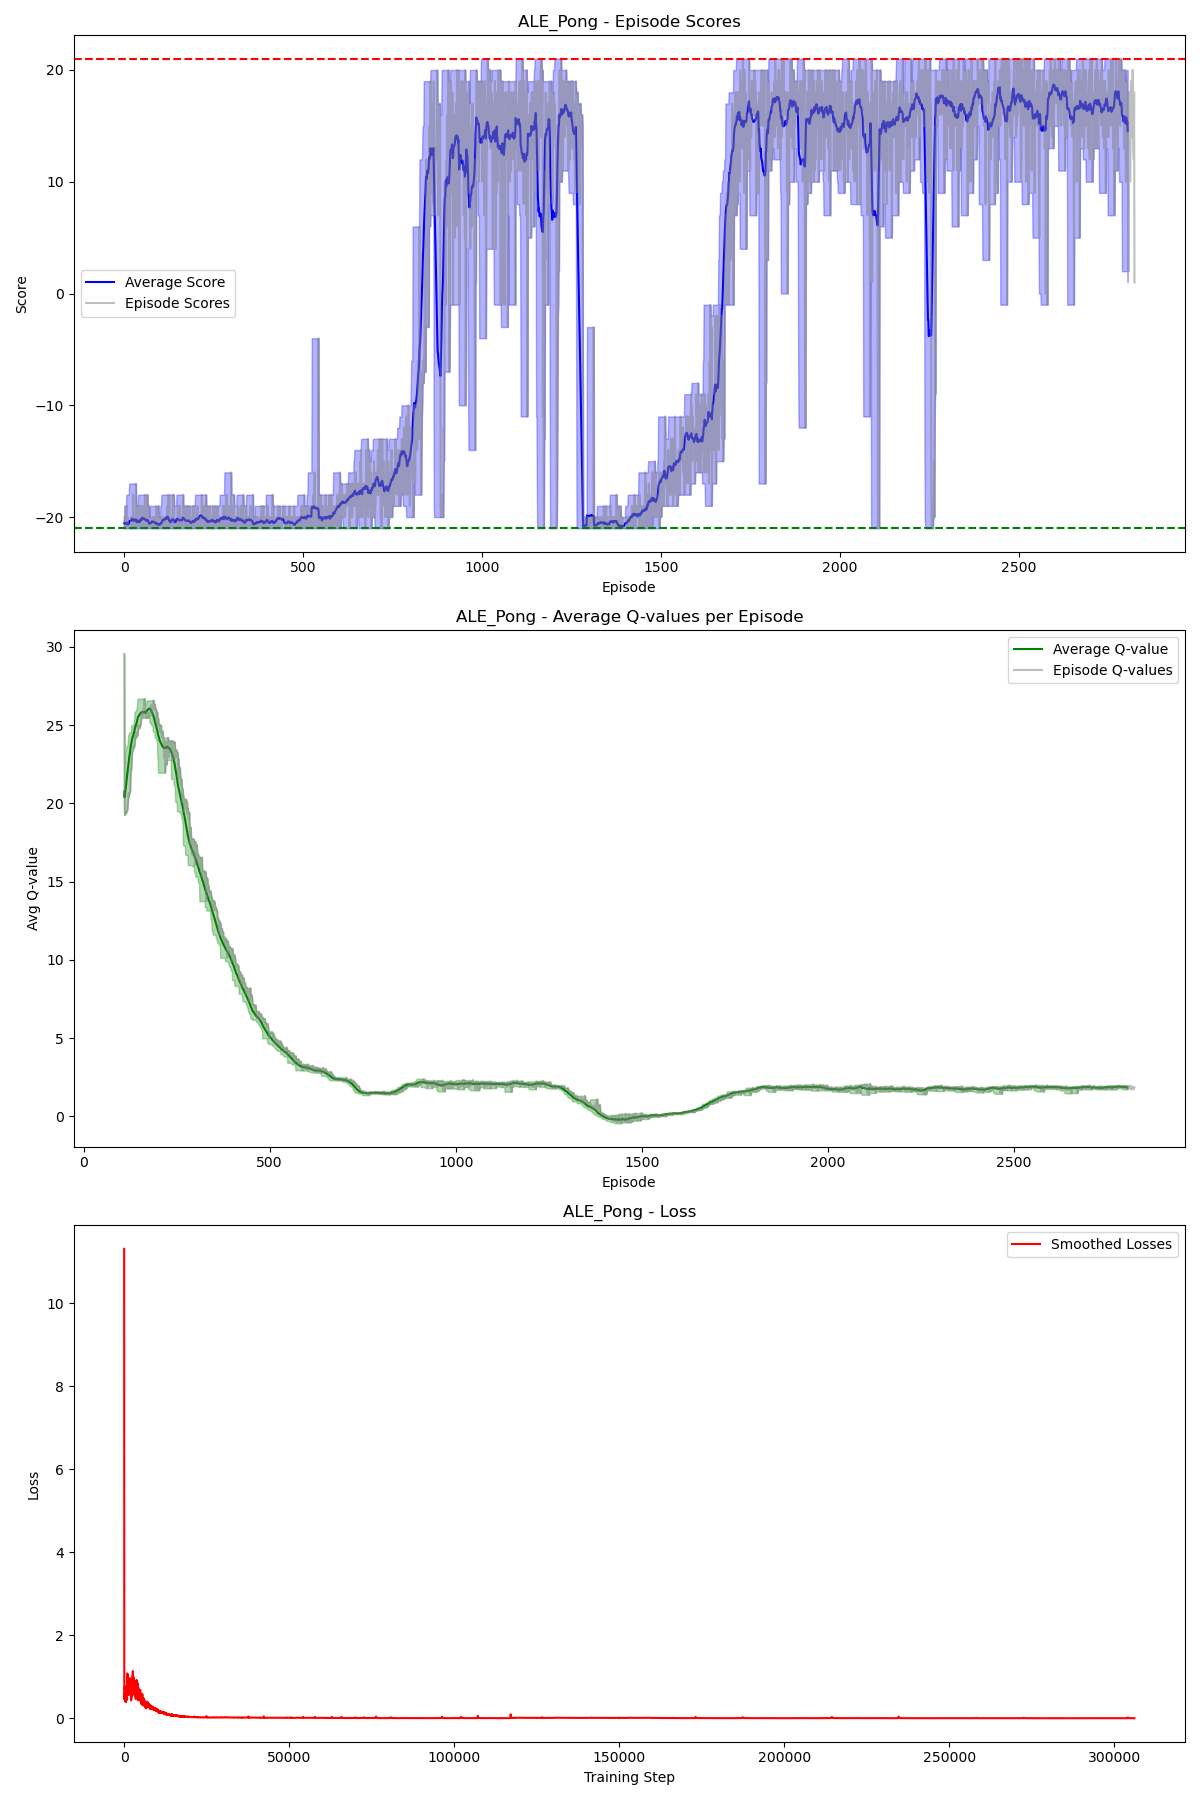 ALE_Pong - Episode Scores
20
10
0
−10
−20
Score
Average Score
Episode Scores
0 500 1000 1500 2000 2500
Episode
ALE_Pong - Average Q-values per Episode
30
25
20
15
10
5
0
Avg Q-value
Average Q-value
Episode Q-values
0 500 1000 1500 2000 2500
Episode
ALE_Pong - Loss
10
8
6
4
2
0
Loss
Smoothed Losses
0 50000 100000 150000 200000 250000 300000
Training Step